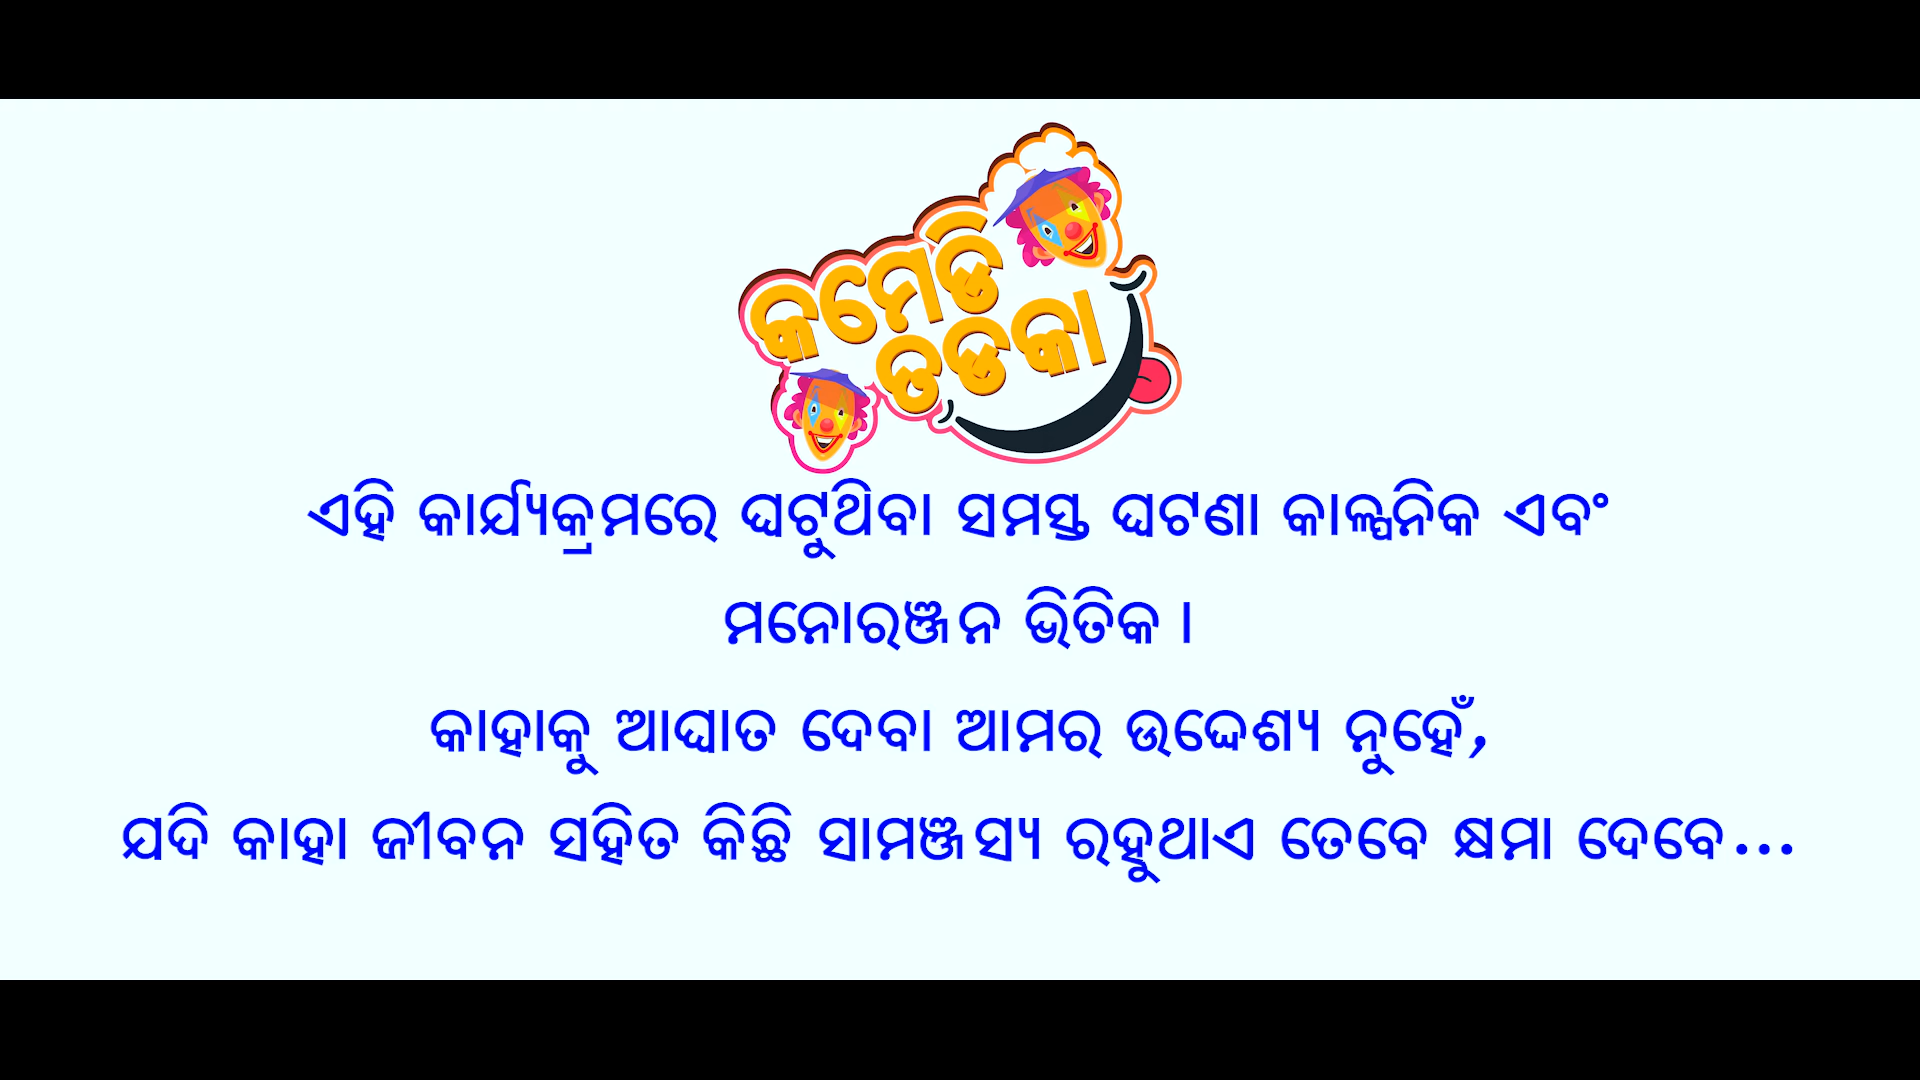 କମେଡି
ତଡକା
ଏହି କାର୍ଯ୍ୟକ୍ରମରେ ଘଟୁଥିବା ସମସ୍ତ ଘଟଣା କାଳ୍ପନିକ ଏବଂ
ମନୋରଞ୍ଜନ ଭିତିକ ।
କାହାକୁ ଆଘାତ ଦେବା ଆମର ଉଦ୍ଦେଶ୍ୟ ନୁହେଁ,
ଯଦି କାହା ଜୀବନ ସହିତ କିଛି ସାମଞ୍ଜସ୍ୟ ରହୁଥାଏ ତେବେ କ୍ଷମା ଦେବେ...